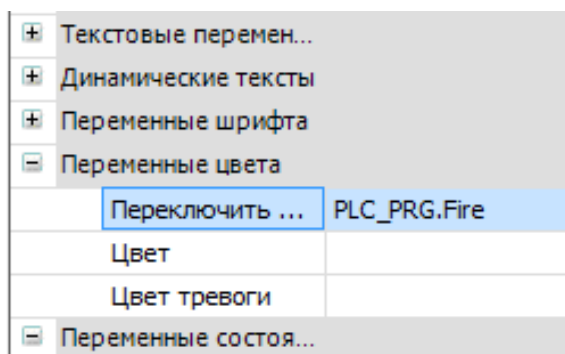 Текстовые перемен...
Динамические тексты
Переменные шрифта
Переменные цвета
Переключить ... PLC_PRG.Fire
Цвет
Цвет тревоги
Переменные состоя...